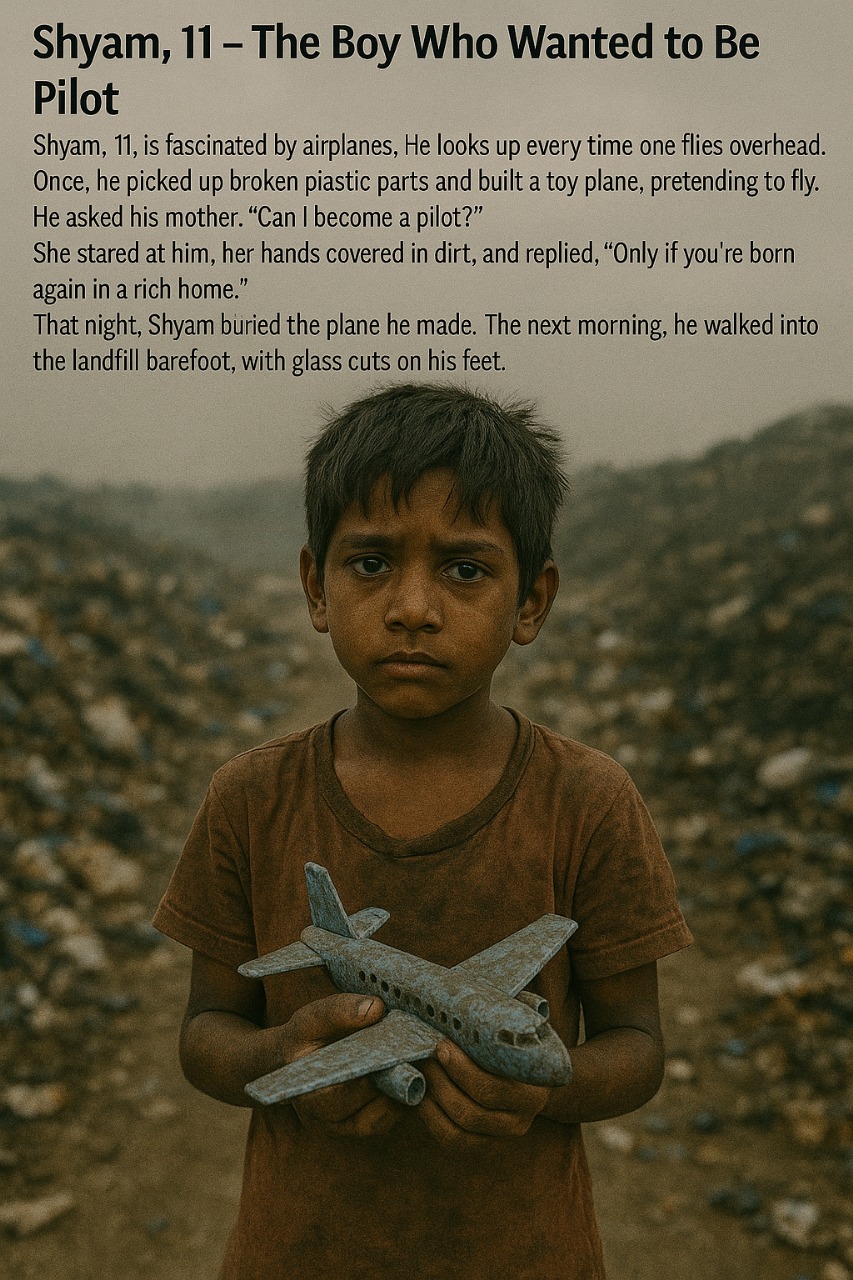 Shyam, 11 – The Boy Who Wanted to Be
Pilot
Shyam, 11, is fascinated by airplanes, He looks up every time one flies overhead.
Once, he picked up broken piastic parts and built a toy plane, pretending to fly.
He asked his mother. “Can I become a pilot?”
She stared at him, her hands covered in dirt, and replied, “Only if you're born
again in a rich home.”
That night, Shyam buried the plane he made. The next morning, he walked into
the landfill barefoot, with glass cuts on his feet.